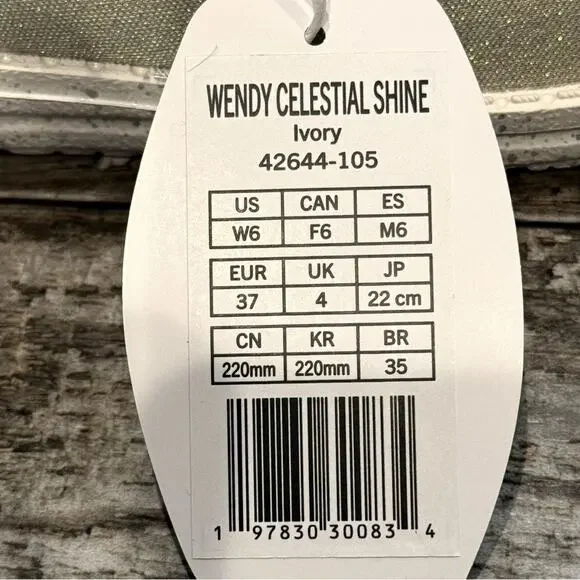 WENDY CELESTIAL SHINE
Ivory
42644-105
US CAN ES
W6 F6 M6
EUR UK JP
37 4 22 cm
CN KR BR
220mm 220mm 35
1 97830 30083 4